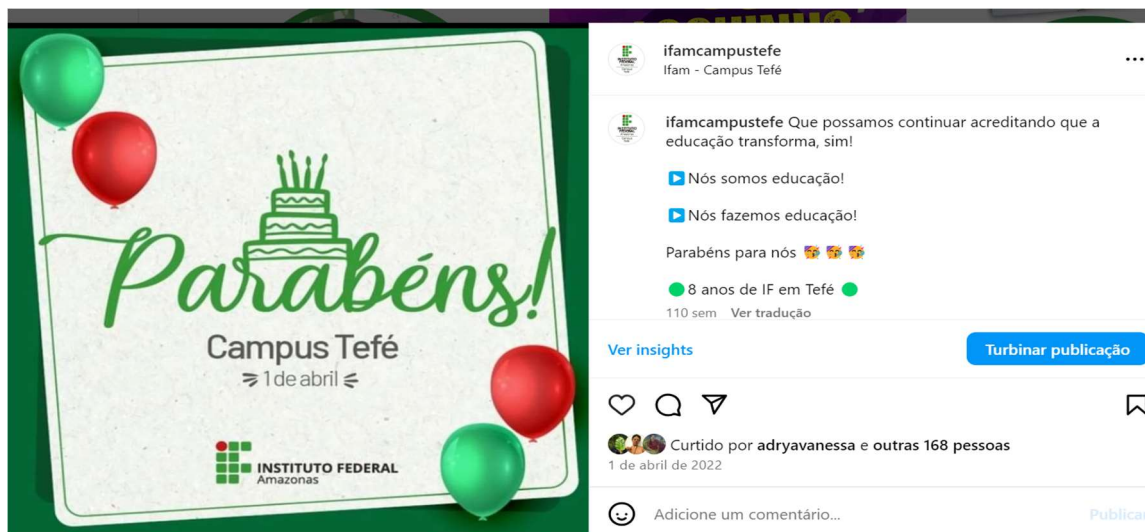 Parabéns!
Campus Tefé
1 de abril
INSTITUTO FEDERAL
Amazonas
ifamcampustefe
Ifam - Campus Tefé
ifamcampustefe Que possamos continuar acreditando que a
educação transforma, sim!
Nós somos educação!
Nós fazemos educação!
Parabéns para nós 🥳 🥳 🥳
8 anos de IF em Tefé
110 sem Ver tradução
Ver insights
Turbinar publicação
Curtido por adryavanessa e outras 168 pessoas
1 de abril de 2022
Adicione um comentário...